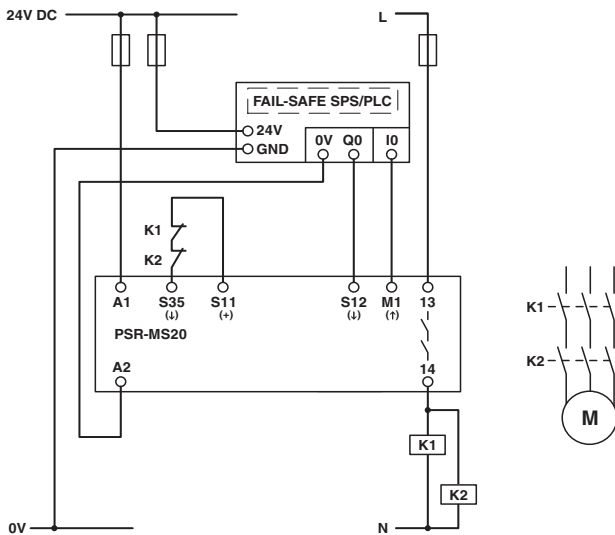 24V DC
L
FAIL-SAFE SPS/PLC
24V
GND
0V Q0 I0
K1
K2
A1 S35 S11 S12 M1 13
(↓) (+) (↓) (↑)
PSR-MS20
A2 14
K1
K2
M
K1
K2
0V
N